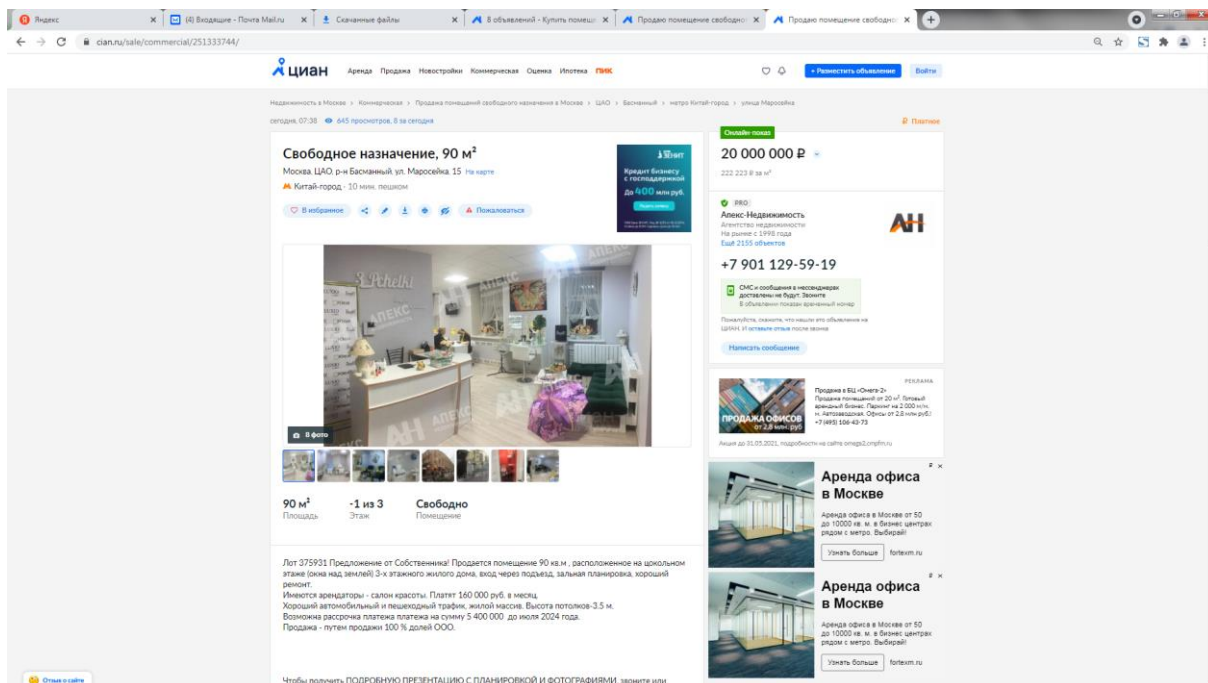 Яндекс
(4) Входящие - Почта Mail.ru
Скачанные файлы
8 объявлений - Купить помеще
Продаю помещение свободног
Продаю помещение свободно
cian.ru/sale/commercial/251333744/
циан
Аренда Продажа Новостройки Коммерческая Оценка Ипотека ПИК
+ Разместить объявление
Войти
Недвижимость в Москве > Коммерческая > Продажа помещений свободного назначения в Москве > ЦАО > Басманный > метро Китай-город > улица Маросейка
сегодня, 07:38 645 просмотров, 8 за сегодня
₽ Платное
Свободное назначение, 90 м²
Москва, ЦАО, р-н Басманный, ул. Маросейка, 15 На карте
Китай-город · 10 мин. пешком
В избранное
Пожаловаться
ЗЕНИТ
Кредит бизнесу
с господдержкой
До 400 млн руб.
3_Pchelki
АПЕКС
АПЕКС
АПЕКС
АПЕКС
АН
8 фото
90 м²
-1 из 3
Свободно
Площадь
Этаж
Помещение
Лот 375931 Предложение от Собственника! Продается помещение 90 кв.м , расположенное на цокольном
этаже (окна над землей) 3-х этажного жилого дома, вход через подъезд, зальная планировка, хороший
ремонт.
Имеются арендаторы - салон красоты. Платят 160 000 руб. в месяц.
Хороший автомобильный и пешеходный трафик, жилой массив. Высота потолков-3.5 м.
Возможна рассрочка платежа платежа на сумму 5 400 000 до июля 2024 года.
Продажа - путем продажи 100 % долей ООО.
Чтобы получить ПОДРОБНУЮ ПРЕЗЕНТАЦИЮ С ПЛАНИРОВКОЙ И ФОТОГРАФИЯМИ, звоните или
Отзыв о сайте
Онлайн-показ
20 000 000 ₽
222 223 ₽ за м²
PRO
Апекс-Недвижимость
Агентство недвижимости
На рынке с 1998 года
Ещё 2155 объектов
АН
+7 901 129-59-19
СМС и сообщения в мессенджерах
доставлены не будут. Звоните
В объявлении показан временный номер
Пожалуйста, скажите, что нашли это объявление на
ЦИАН. И оставьте отзыв после звонка
Написать сообщение
РЕКЛАМА
ПРОДАЖА ОФИСОВ
от 2,8 млн. руб
Продажа в БЦ «Омега-2»
Продажа помещений от 20 м². Готовый
арендный бизнес. Паркинг на 2 000 м/м.
м. Автозаводская. Офисы от 2,8 млн руб.!
+7 (495) 106-43-73
Акция до 31.05.2021, подробности на сайте omega2.cmpfm.ru
Аренда офиса
в Москве
Аренда офиса в Москве от 50
до 10000 кв. м. в бизнес центрах
рядом с метро. Выбирай!
Узнать больше
fortexm.ru
Аренда офиса
в Москве
Аренда офиса в Москве от 50
до 10000 кв. м. в бизнес центрах
рядом с метро. Выбирай!
Узнать больше
fortexm.ru